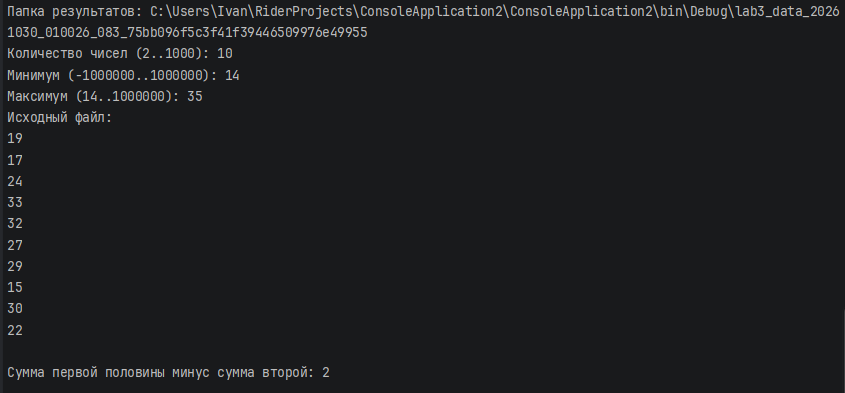 Папка результатов: C:\Users\Ivan\RiderProjects\ConsoleApplication2\ConsoleApplication2\bin\Debug\lab3_data_2026
1030_010026_083_75bb096f5c3f41f39446509976e49955
Количество чисел (2..1000): 10
Минимум (-1000000..1000000): 14
Максимум (14..1000000): 35
Исходный файл:
19
17
24
33
32
27
29
15
30
22
Сумма первой половины минус сумма второй: 2